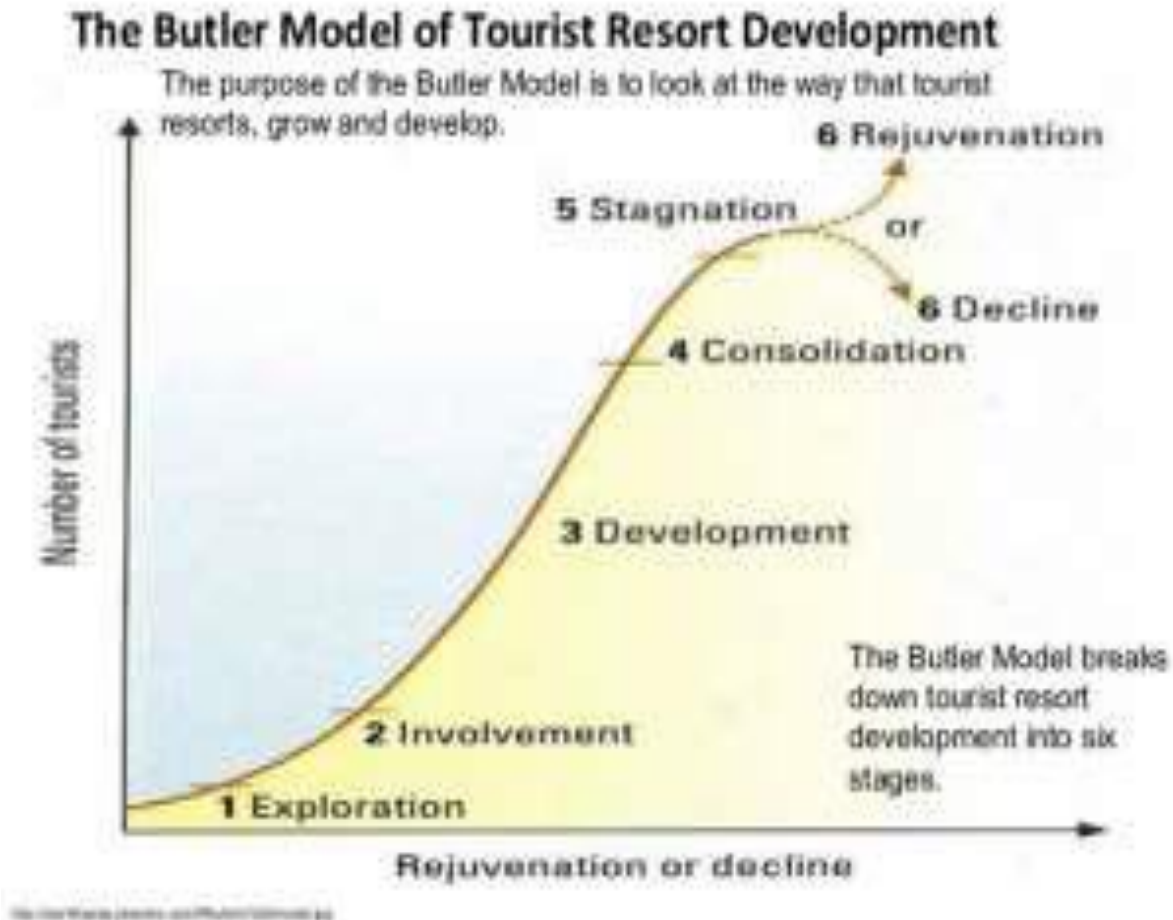 The Butler Model of Tourist Resort Development
The purpose of the Butler Model is to look at the way that tourist
resorts, grow and develop.
6 Rejuvenation
5 Stagnation
or
6 Decline
4 Consolidation
Number of tourists
3 Development
The Butler Model breaks
down tourist resort
development into six
stages.
2 Involvement
1 Exploration
Rejuvenation or decline